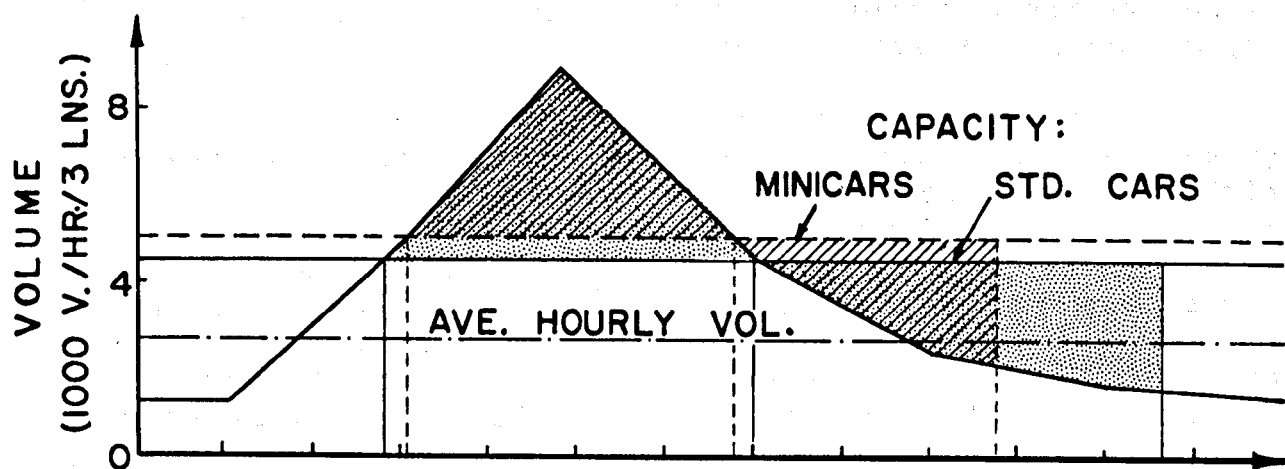 VOLUME
(1000 V./HR./3 LNS.)
8
4
0
CAPACITY:
MINICARS STD. CARS
AVE. HOURLY VOL.